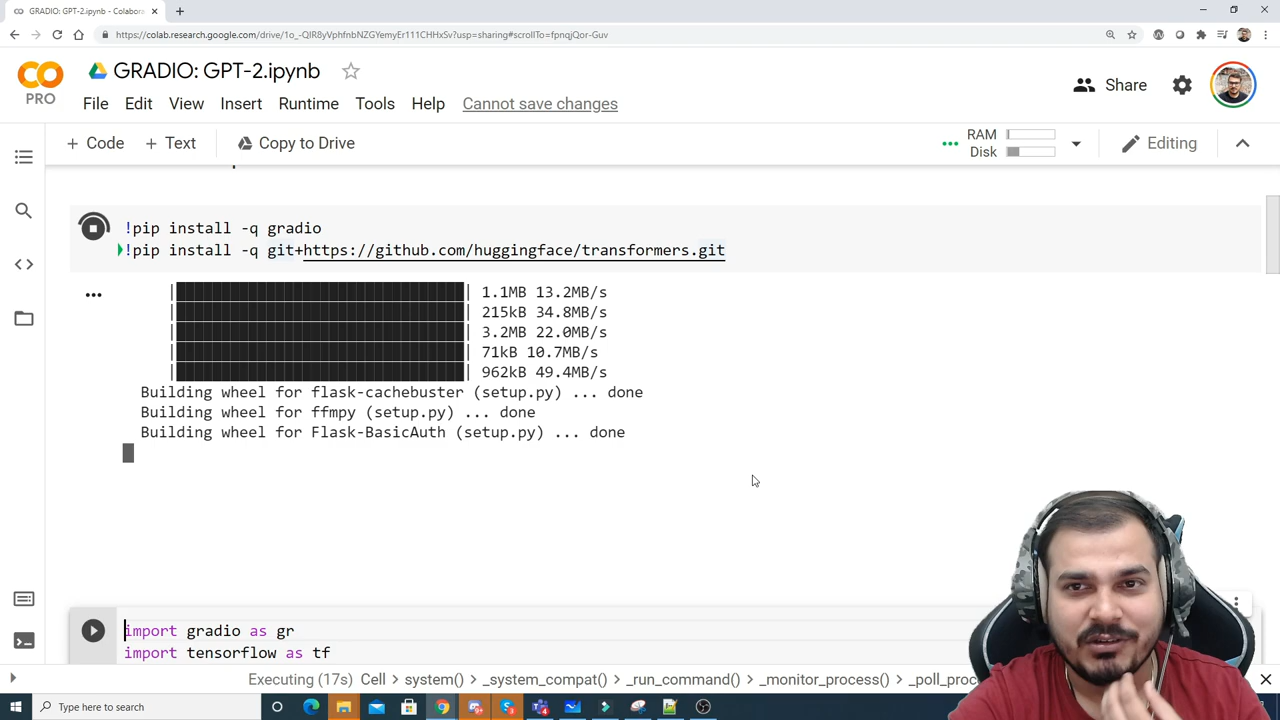 GRADIO: GPT-2.ipynb - Colabora
https://colab.research.google.com/drive/1o_-QIR8yVphfnbNZGYemyEr111CHHxSv?usp=sharing#scrollTo=fpnqjJQor-Guv
GRADIO: GPT-2.ipynb
PRO
File Edit View Insert Runtime Tools Help Cannot save changes
Share
+ Code + Text Copy to Drive
RAM
Disk
Editing
!pip install -q gradio
!pip install -q git+https://github.com/huggingface/transformers.git
1.1MB 13.2MB/s
215kB 34.8MB/s
3.2MB 22.0MB/s
71kB 10.7MB/s
962kB 49.4MB/s
Building wheel for flask-cachebuster (setup.py) ... done
Building wheel for ffmpy (setup.py) ... done
Building wheel for Flask-BasicAuth (setup.py) ... done
import gradio as gr
import tensorflow as tf
Executing (17s) Cell system() _system_compat() _run_command() _monitor_process() _poll_proc
Type here to search